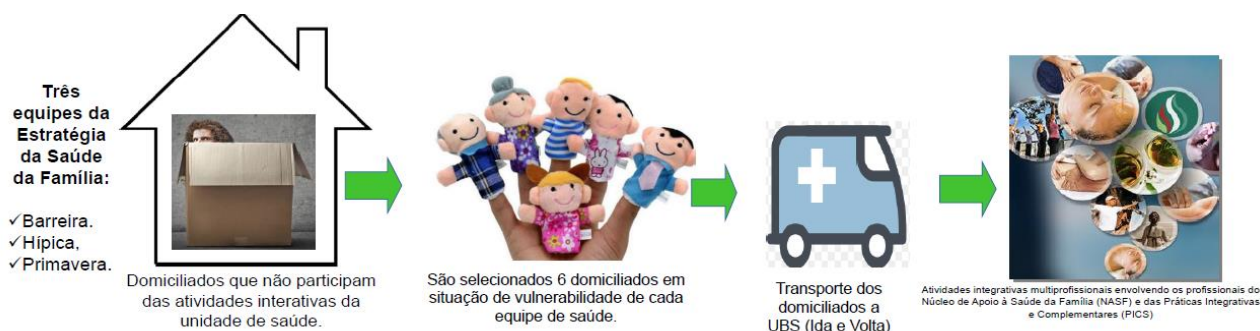 Três
equipes da
Estratégia
da Saúde
da Família:
✓Barreira.
✓Hípica,
✓Primavera.
Domiciliados que não participam
das atividades interativas da
unidade de saúde.
São selecionados 6 domiciliados em
situação de vulnerabilidade de cada
equipe de saúde.
Transporte dos
domiciliados a
UBS (Ida e Volta)
Atividades integrativas multiprofissionais envolvendo os profissionais do
Núcleo de Apoio à Saúde da Família (NASF) e das Práticas Integrativas
e Complementares (PICS)